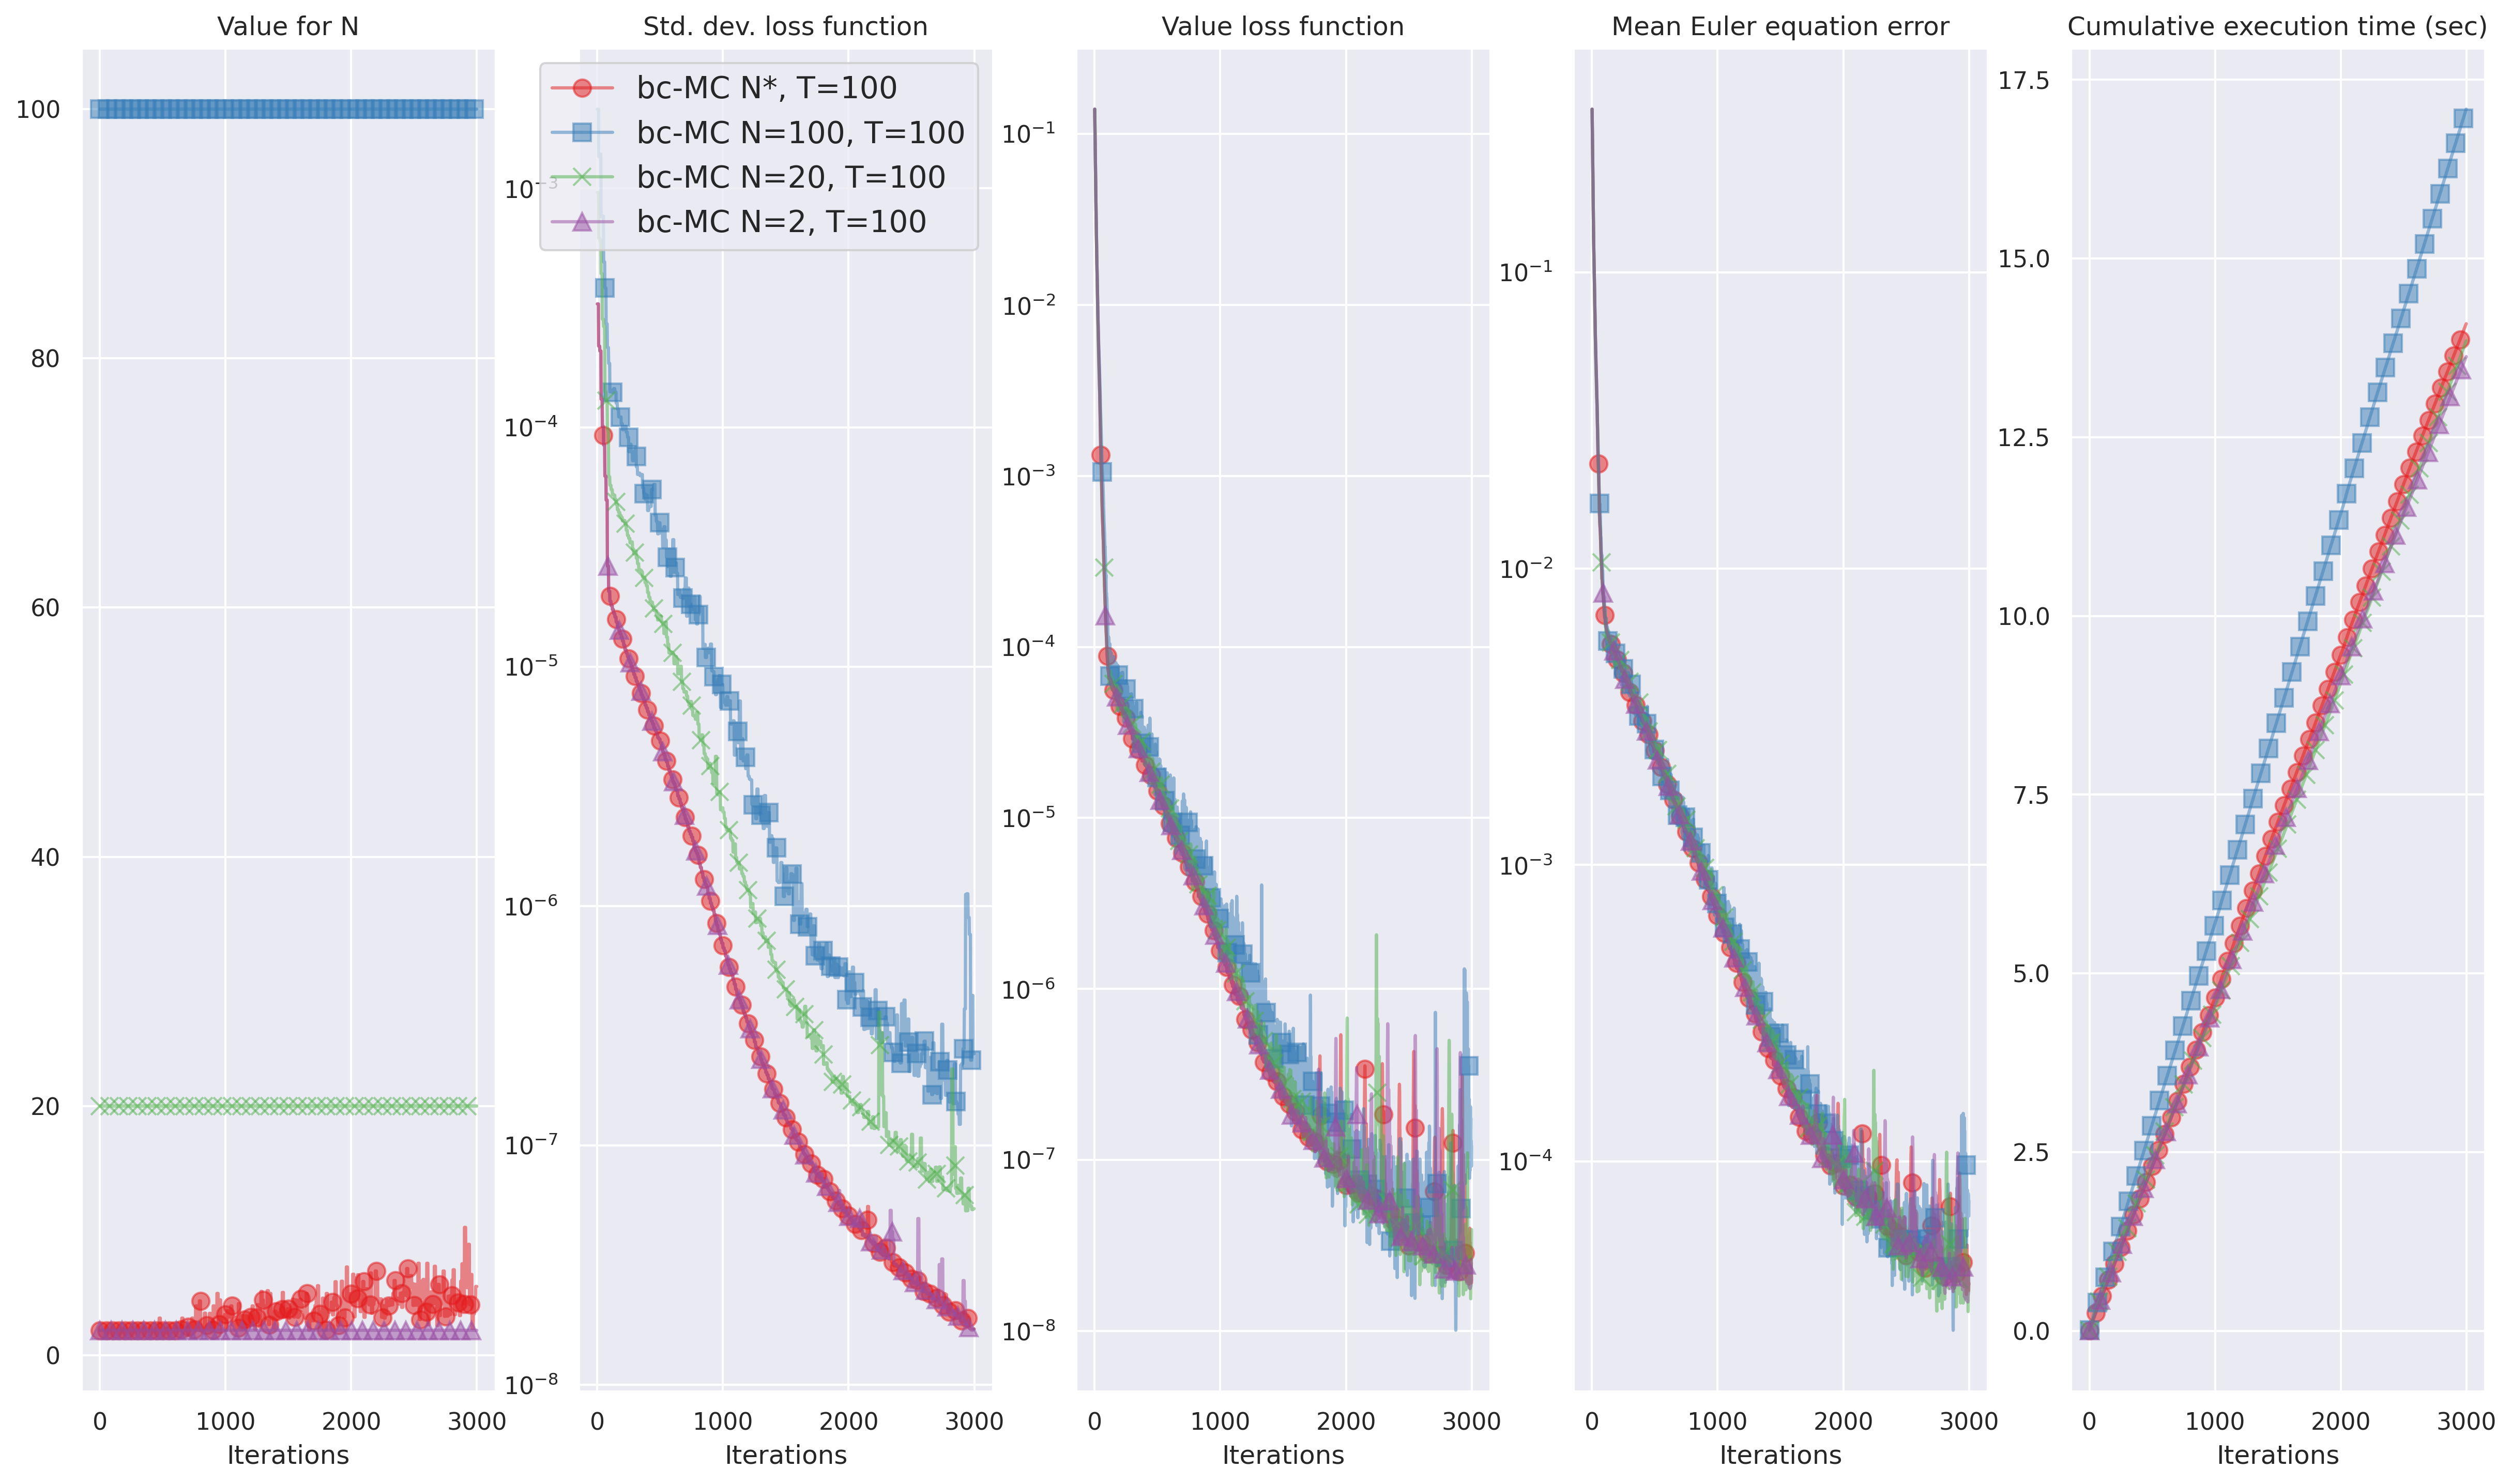 Value for N
Std. dev. loss function
Value loss function
Mean Euler equation error
Cumulative execution time (sec)
100
80
60
40
20
0
0 1000 2000 3000
Iterations
bc-MC N*, T=100
bc-MC N=100, T=100
bc-MC N=20, T=100
bc-MC N=2, T=100
10⁻³
10⁻⁴
10⁻⁵
10⁻⁶
10⁻⁷
10⁻⁸
0 1000 2000 3000
Iterations
10⁻¹
10⁻²
10⁻³
10⁻⁴
10⁻⁵
10⁻⁶
10⁻⁷
10⁻⁸
0 1000 2000 3000
Iterations
10⁻¹
10⁻²
10⁻³
10⁻⁴
0 1000 2000 3000
Iterations
17.5
15.0
12.5
10.0
7.5
5.0
2.5
0.0
0 1000 2000 3000
Iterations